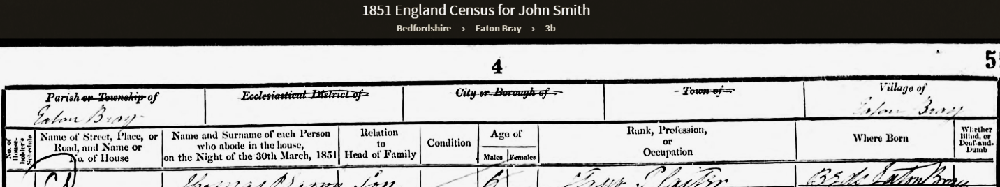 1851 England Census for John Smith
Bedfordshire > Eaton Bray > 3b
4
5
Parish or Township of
Ecclesiastical District of
City or Borough of
Town of
Village of
Eaton Bray
Eaton Bray
No. of House-holder's Schedule
Name of Street, Place, or Road, and Name or No. of House
Name and Surname of each Person who abode in the house, on the Night of the 30th March, 1851
Relation to Head of Family
Condition
Age of
Males
Females
Rank, Profession, or Occupation
Where Born
Whether Blind, or Deaf-and-Dumb
Thomas Brown
Son
6
Straw Plaiter
Beds Eaton Bray